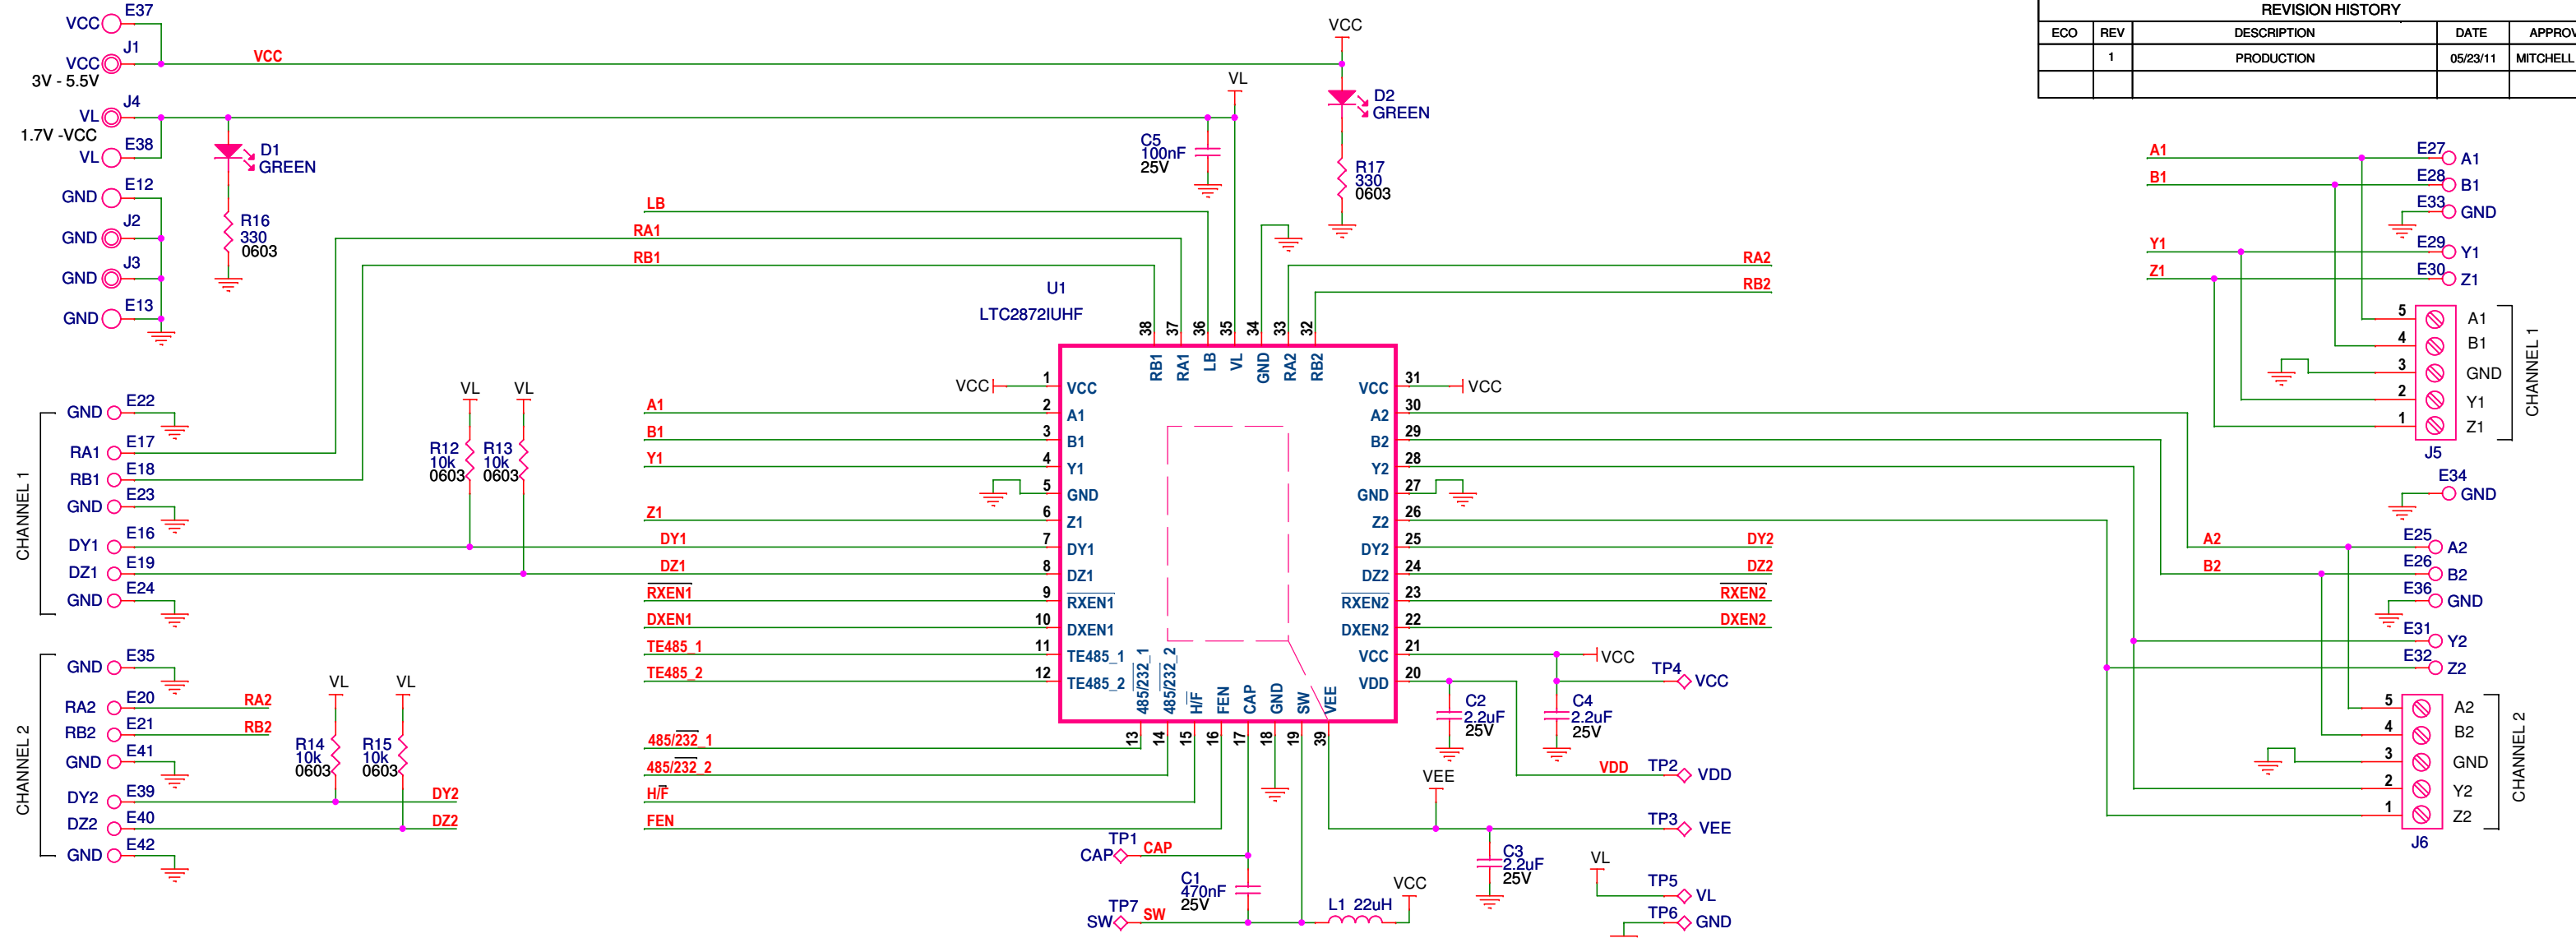 VCC E37
VCC J1
3V - 5.5V
VCC
VL J4
1.7V -VCC
VL E38
GND E12
GND J2
GND J3
GND E13
D1
GREEN
R16
330
0603
VCC
D2
GREEN
R17
330
0603
VL
C5
100nF
25V
LB
RA1
RB1
RA2
RB2
U1
LTC2872IUHF
38 37 36 35 34 33 32
RB1 RA1 LB VL GND RA2 RB2
VCC 1 VCC
A1 2 A1
B1 3 B1
Y1 4 Y1
5 GND
Z1 6 Z1
DY1 7 DY1
DZ1 8 DZ1
RXEN1 9 RXEN1
DXEN1 10 DXEN1
TE485_1 11 TE485_1
TE485_2 12 TE485_2
VCC 31 VCC
A2 30
B2 29
Y2 28
GND 27
Z2 26
DY2 25 DY2
DZ2 24 DZ2
RXEN2 23 RXEN2
DXEN2 22 DXEN2
VCC 21 VCC
VDD 20
485/232_1 485/232_2 H/F FEN CAP GND SW VEE
13 14 15 16 17 18 19 39
485/232_1
485/232_2
H/F
FEN
CHANNEL 1
GND E22
RA1 E17
RB1 E18
GND E23
DY1 E16
DZ1 E19
GND E24
VL VL
R12
10k
0603
R13
10k
0603
CHANNEL 2
GND E35
RA2 E20 RA2
RB2 E21 RB2
GND E41
DY2 E39 DY2
DZ2 E40 DZ2
GND E42
VL VL
R14
10k
0603
R15
10k
0603
TP1
CAP CAP
C1
470nF
25V
TP7
SW SW
L1 22uH
VCC
C2
2.2uF
25V
C4
2.2uF
25V
TP4
VCC
VDD TP2
VDD
VEE
TP3
VEE
C3
2.2uF
25V
VL
TP5
VL
TP6
GND
REVISION HISTORY
ECO REV DESCRIPTION DATE
1 PRODUCTION 05/23/11 MITCHELL
A1 E27 A1
B1 E28 B1
E33 GND
Y1 E29 Y1
Z1 E30 Z1
5 A1
4 B1
3 GND
2 Y1
1 Z1
J5
CHANNEL 1
E34
GND
A2 E25 A2
B2 E26 B2
E36 GND
E31 Y2
E32 Z2
5 A2
4 B2
3 GND
2 Y2
1 Z2
J6
CHANNEL 2